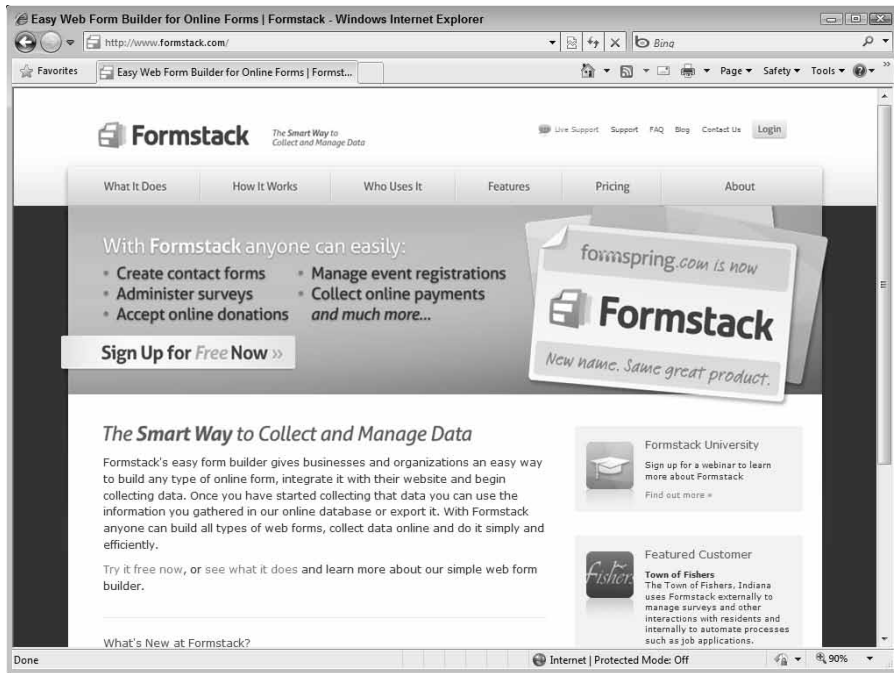 Easy Web Form Builder for Online Forms | Formstack - Windows Internet Explorer
http://www.formstack.com/
Bing
Favorites
Easy Web Form Builder for Online Forms | Formst...
Page
Safety
Tools
Formstack
The Smart Way to
Collect and Manage Data
Live Support Support FAQ Blog Contact Us Login
What It Does How It Works Who Uses It Features Pricing About
With Formstack anyone can easily:
• Create contact forms
• Administer surveys
• Accept online donations
• Manage event registrations
• Collect online payments
and much more...
Sign Up for Free Now »
formspring.com is now
Formstack
New name. Same great product.
The Smart Way to Collect and Manage Data
Formstack's easy form builder gives businesses and organizations an easy way
to build any type of online form, integrate it with their website and begin
collecting data. Once you have started collecting that data you can use the
information you gathered in our online database or export it. With Formstack
anyone can build all types of web forms, collect data online and do it simply and
efficiently.
Try it free now, or see what it does and learn more about our simple web form
builder.
What's New at Formstack?
Formstack University
Sign up for a webinar to learn
more about Formstack
Find out more »
Fishers
Featured Customer
Town of Fishers
The Town of Fishers, Indiana
uses Formstack externally to
manage surveys and other
interactions with residents and
internally to automate processes
such as job applications.
Done
Internet | Protected Mode: Off
90%